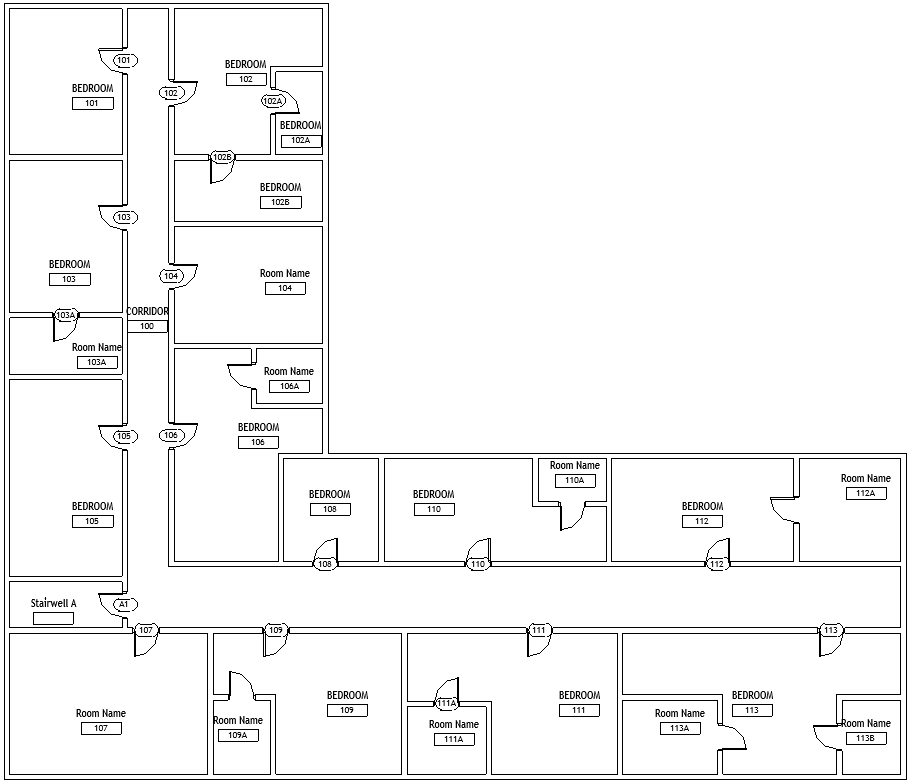 101
BEDROOM
101
BEDROOM
102
102
102A
BEDROOM
102A
102B
BEDROOM
102B
103
BEDROOM
103
103A
Room Name
103A
CORRIDOR
100
104
Room Name
104
Room Name
106A
106
BEDROOM
106
105
BEDROOM
105
Stairwell A
A1
BEDROOM
108
108
BEDROOM
110
110
Room Name
110A
BEDROOM
112
112
Room Name
112A
107
Room Name
107
109
BEDROOM
109
Room Name
109A
111
BEDROOM
111
111A
Room Name
111A
113
BEDROOM
113
Room Name
113A
Room Name
113B